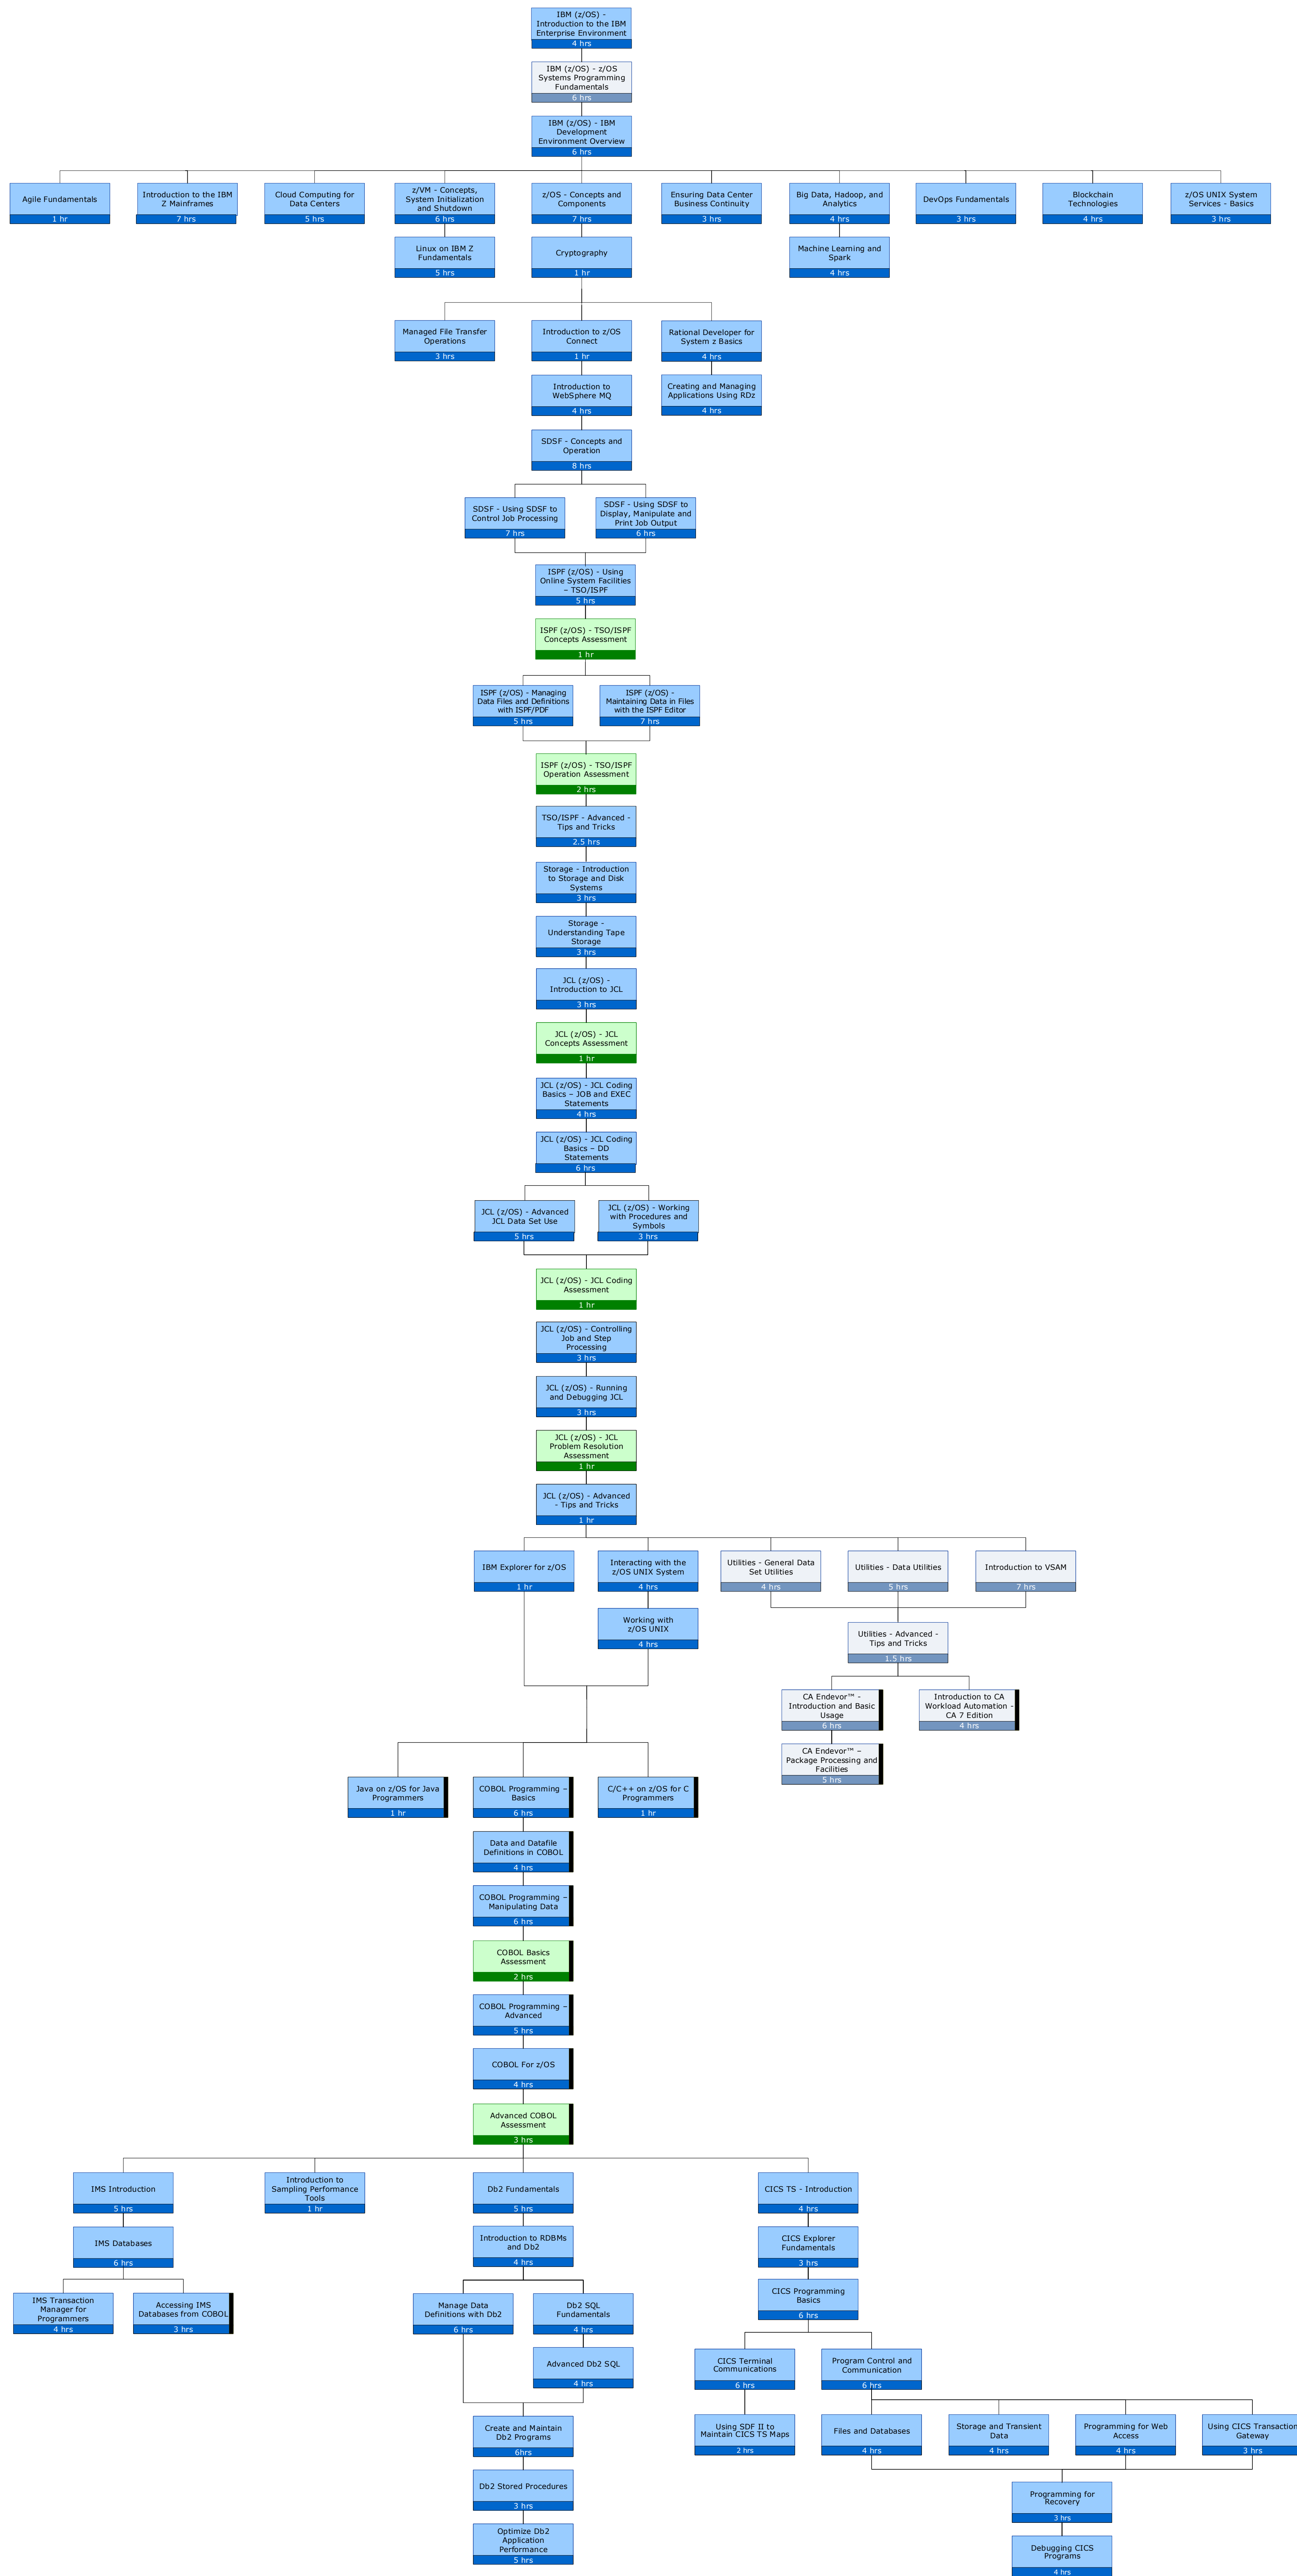 IBM (z/OS) -
Introduction to the IBM
Enterprise Environment
4 hrs
IBM (z/OS) - z/OS
Systems Programming
Fundamentals
6 hrs
IBM (z/OS) - IBM
Development
Environment Overview
6 hrs
Agile Fundamentals
1 hr
Introduction to the IBM
Z Mainframes
7 hrs
Cloud Computing for
Data Centers
5 hrs
z/VM - Concepts,
System Initialization
and Shutdown
6 hrs
z/OS - Concepts and
Components
7 hrs
Ensuring Data Center
Business Continuity
3 hrs
Big Data, Hadoop, and
Analytics
4 hrs
DevOps Fundamentals
3 hrs
Blockchain
Technologies
4 hrs
z/OS UNIX System
Services - Basics
3 hrs
Linux on IBM Z
Fundamentals
5 hrs
Cryptography
1 hr
Machine Learning and
Spark
4 hrs
Managed File Transfer
Operations
3 hrs
Introduction to z/OS
Connect
1 hr
Rational Developer for
System z Basics
4 hrs
Introduction to
WebSphere MQ
4 hrs
Creating and Managing
Applications Using RDz
4 hrs
SDSF - Concepts and
Operation
8 hrs
SDSF - Using SDSF to
Control Job Processing
7 hrs
SDSF - Using SDSF to
Display, Manipulate and
Print Job Output
6 hrs
ISPF (z/OS) - Using
Online System Facilities
– TSO/ISPF
5 hrs
ISPF (z/OS) - TSO/ISPF
Concepts Assessment
1 hr
ISPF (z/OS) - Managing
Data Files and Definitions
with ISPF/PDF
5 hrs
ISPF (z/OS) -
Maintaining Data in Files
with the ISPF Editor
7 hrs
ISPF (z/OS) - TSO/ISPF
Operation Assessment
2 hrs
TSO/ISPF - Advanced -
Tips and Tricks
2.5 hrs
Storage - Introduction
to Storage and Disk
Systems
3 hrs
Storage -
Understanding Tape
Storage
3 hrs
JCL (z/OS) -
Introduction to JCL
3 hrs
JCL (z/OS) - JCL
Concepts Assessment
1 hr
JCL (z/OS) - JCL Coding
Basics – JOB and EXEC
Statements
4 hrs
JCL (z/OS) - JCL Coding
Basics – DD
Statements
6 hrs
JCL (z/OS) - Advanced
JCL Data Set Use
5 hrs
JCL (z/OS) - Working
with Procedures and
Symbols
3 hrs
JCL (z/OS) - JCL Coding
Assessment
1 hr
JCL (z/OS) - Controlling
Job and Step
Processing
3 hrs
JCL (z/OS) - Running
and Debugging JCL
3 hrs
JCL (z/OS) - JCL
Problem Resolution
Assessment
1 hr
JCL (z/OS) - Advanced
- Tips and Tricks
1 hr
IBM Explorer for z/OS
1 hr
Interacting with the
z/OS UNIX System
4 hrs
Utilities - General Data
Set Utilities
4 hrs
Utilities - Data Utilities
5 hrs
Introduction to VSAM
7 hrs
Working with
z/OS UNIX
4 hrs
Utilities - Advanced -
Tips and Tricks
1.5 hrs
CA Endevor™ -
Introduction and Basic
Usage
6 hrs
Introduction to CA
Workload Automation -
CA 7 Edition
4 hrs
CA Endevor™ –
Package Processing and
Facilities
5 hrs
Java on z/OS for Java
Programmers
1 hr
COBOL Programming –
Basics
6 hrs
C/C++ on z/OS for C
Programmers
1 hr
Data and Datafile
Definitions in COBOL
4 hrs
COBOL Programming –
Manipulating Data
6 hrs
COBOL Basics
Assessment
2 hrs
COBOL Programming –
Advanced
5 hrs
COBOL For z/OS
4 hrs
Advanced COBOL
Assessment
3 hrs
IMS Introduction
5 hrs
Introduction to
Sampling Performance
Tools
1 hr
Db2 Fundamentals
5 hrs
CICS TS - Introduction
4 hrs
IMS Databases
6 hrs
Introduction to RDBMs
and Db2
4 hrs
CICS Explorer
Fundamentals
3 hrs
IMS Transaction
Manager for
Programmers
4 hrs
Accessing IMS
Databases from COBOL
3 hrs
Manage Data
Definitions with Db2
6 hrs
Db2 SQL
Fundamentals
4 hrs
CICS Programming
Basics
6 hrs
Advanced Db2 SQL
4 hrs
CICS Terminal
Communications
6 hrs
Program Control and
Communication
6 hrs
Create and Maintain
Db2 Programs
6hrs
Using SDF II to
Maintain CICS TS Maps
2 hrs
Files and Databases
4 hrs
Storage and Transient
Data
4 hrs
Programming for Web
Access
4 hrs
Using CICS Transaction
Gateway
3 hrs
Db2 Stored Procedures
3 hrs
Programming for
Recovery
3 hrs
Optimize Db2
Application
Performance
5 hrs
Debugging CICS
Programs
4 hrs